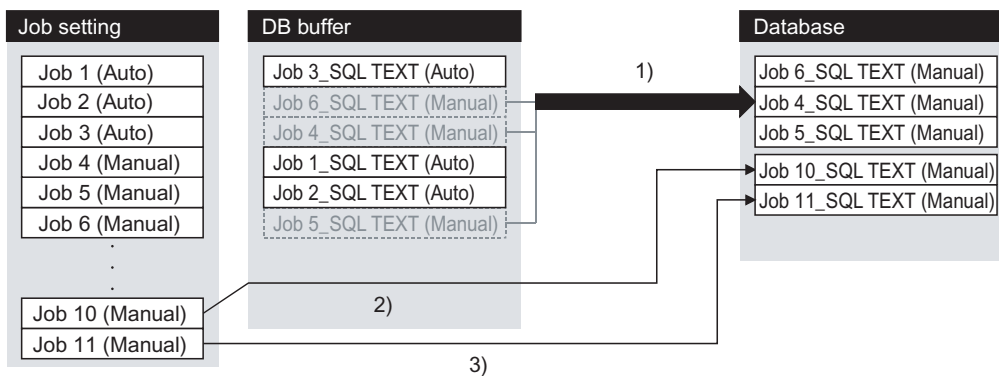 Job setting
Job 1 (Auto)
Job 2 (Auto)
Job 3 (Auto)
Job 4 (Manual)
Job 5 (Manual)
Job 6 (Manual)
.
.
.
Job 10 (Manual)
Job 11 (Manual)
DB buffer
Job 3_SQL TEXT (Auto)
Job 6_SQL TEXT (Manual)
Job 4_SQL TEXT (Manual)
Job 1_SQL TEXT (Auto)
Job 2_SQL TEXT (Auto)
Job 5_SQL TEXT (Manual)
1)
2)
3)
Database
Job 6_SQL TEXT (Manual)
Job 4_SQL TEXT (Manual)
Job 5_SQL TEXT (Manual)
Job 10_SQL TEXT (Manual)
Job 11_SQL TEXT (Manual)